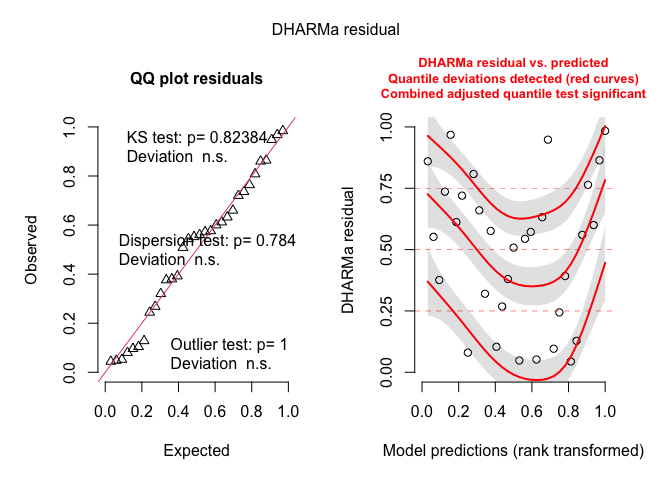 DHARMa residual
QQ plot residuals
KS test: p= 0.82384
Deviation n.s.
Dispersion test: p= 0.784
Deviation n.s.
Outlier test: p= 1
Deviation n.s.
Observed
0.0 0.2 0.4 0.6 0.8 1.0
0.0 0.2 0.4 0.6 0.8 1.0
Expected
DHARMa residual vs. predicted
Quantile deviations detected (red curves)
Combined adjusted quantile test significant
DHARMa residual
0.00 0.25 0.50 0.75 1.00
0.0 0.2 0.4 0.6 0.8 1.0
Model predictions (rank transformed)